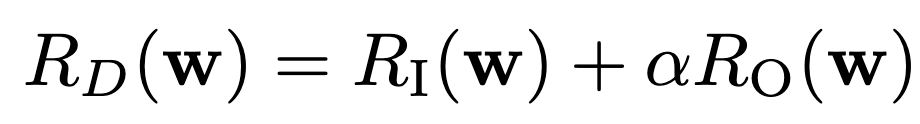 R_D(𝐰) = R_I(𝐰) + αR_O(𝐰)